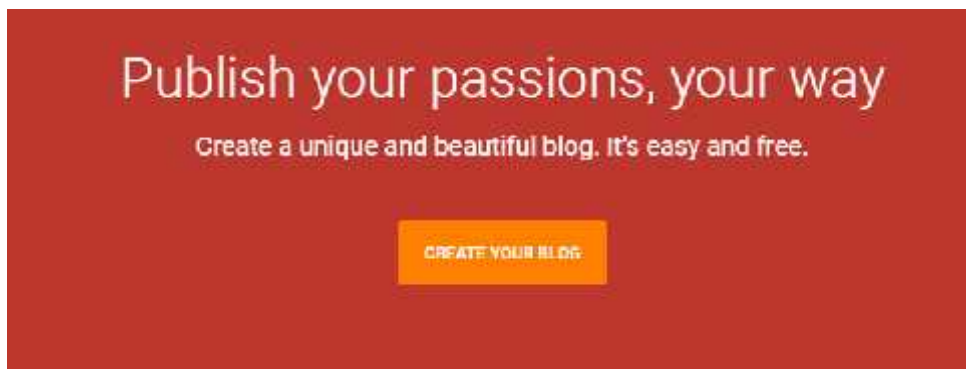 Publish your passions, your way
Create a unique and beautiful blog. It's easy and free.
CREATE YOUR BLOG